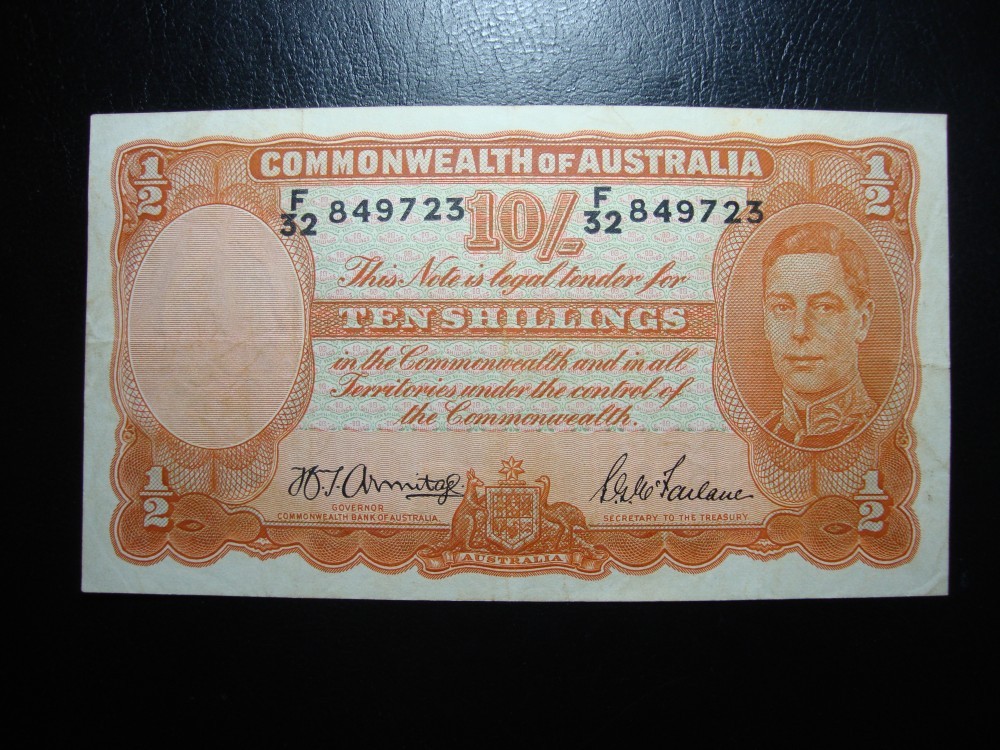 ½ COMMONWEALTH OF AUSTRALIA ½
F/32 849723 10/- F/32 849723
This Note is legal tender for
TEN SHILLINGS
in the Commonwealth and in all
Territories under the control of
the Commonwealth.
½ H.T. Armitage S.G. McFarlane ½
GOVERNOR
COMMONWEALTH BANK OF AUSTRALIA. SECRETARY TO THE TREASURY
AUSTRALIA